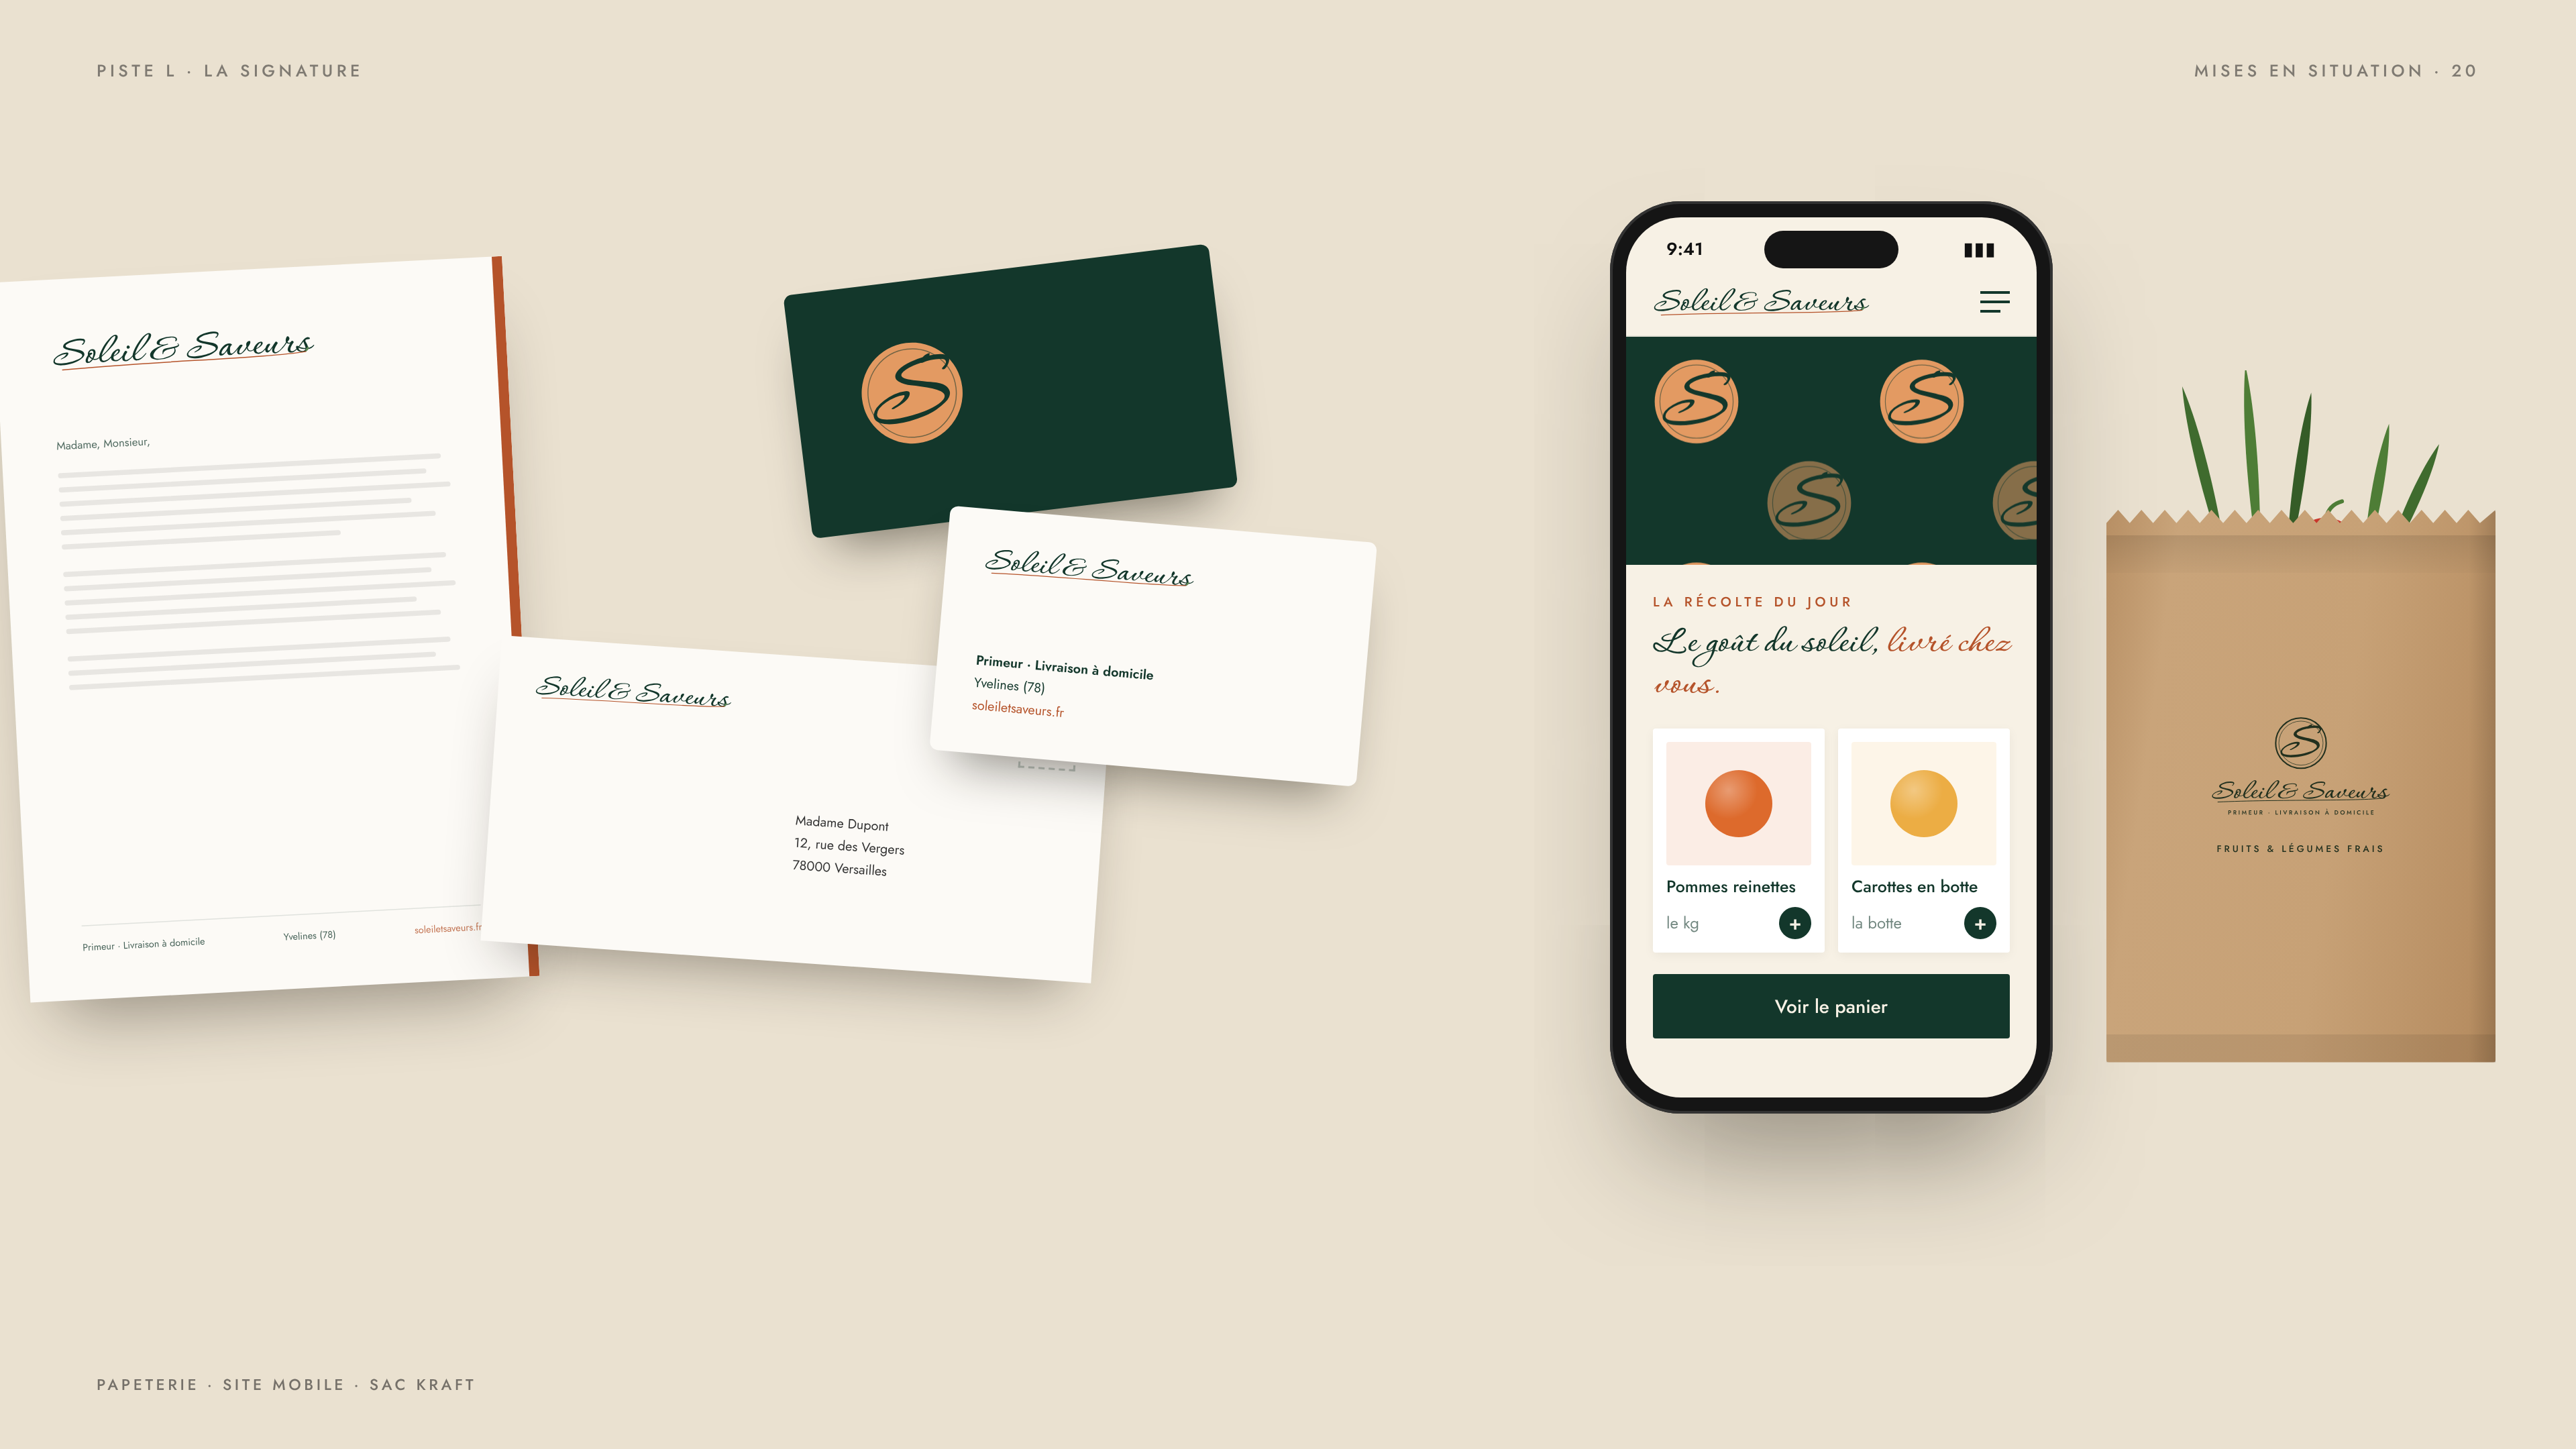 PISTE L · LA SIGNATURE
MISES EN SITUATION · 20
Soleil & Saveurs
Madame, Monsieur,
Primeur · Livraison à domicile
Yvelines (78)
soleiletsaveurs.fr
S
Soleil & Saveurs
Primeur · Livraison à domicile
Yvelines (78)
soleiletsaveurs.fr
Soleil & Saveurs
Madame Dupont
12, rue des Vergers
78000 Versailles
9:41
Soleil & Saveurs
S
S
S
S
LA RÉCOLTE DU JOUR
Le goût du soleil, livré chez
vous.
Pommes reinettes
Carottes en botte
le kg
+
la botte
+
Voir le panier
S
Soleil & Saveurs
PRIMEUR · LIVRAISON À DOMICILE
FRUITS & LÉGUMES FRAIS
PAPETERIE · SITE MOBILE · SAC KRAFT